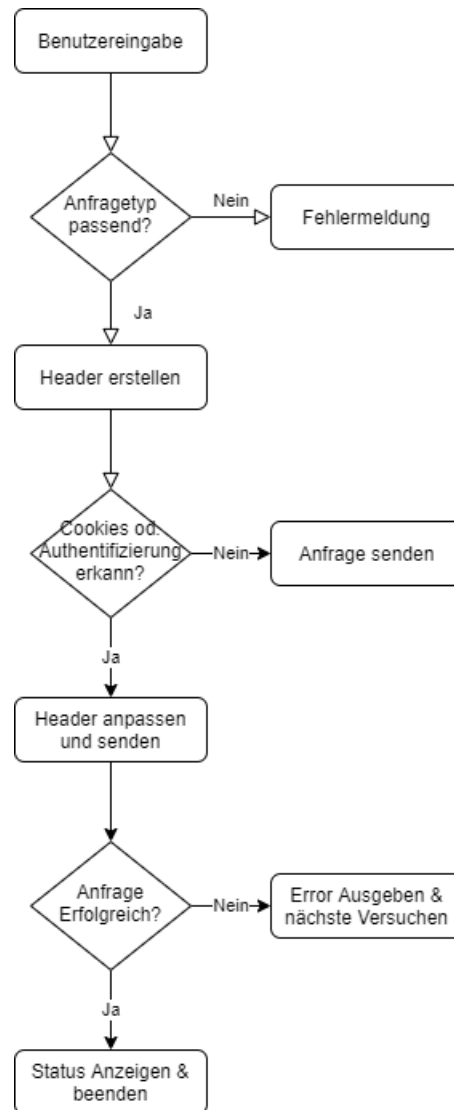 Benutzereingabe
Anfragetyp
passend?
Nein
Fehlermeldung
Ja
Header erstellen
Cookies od.
Authentifizierung
erkann?
Nein
Anfrage senden
Ja
Header anpassen
und senden
Anfrage
Erfolgreich?
Nein
Error Ausgeben &
nächste Versuchen
Ja
Status Anzeigen &
beenden